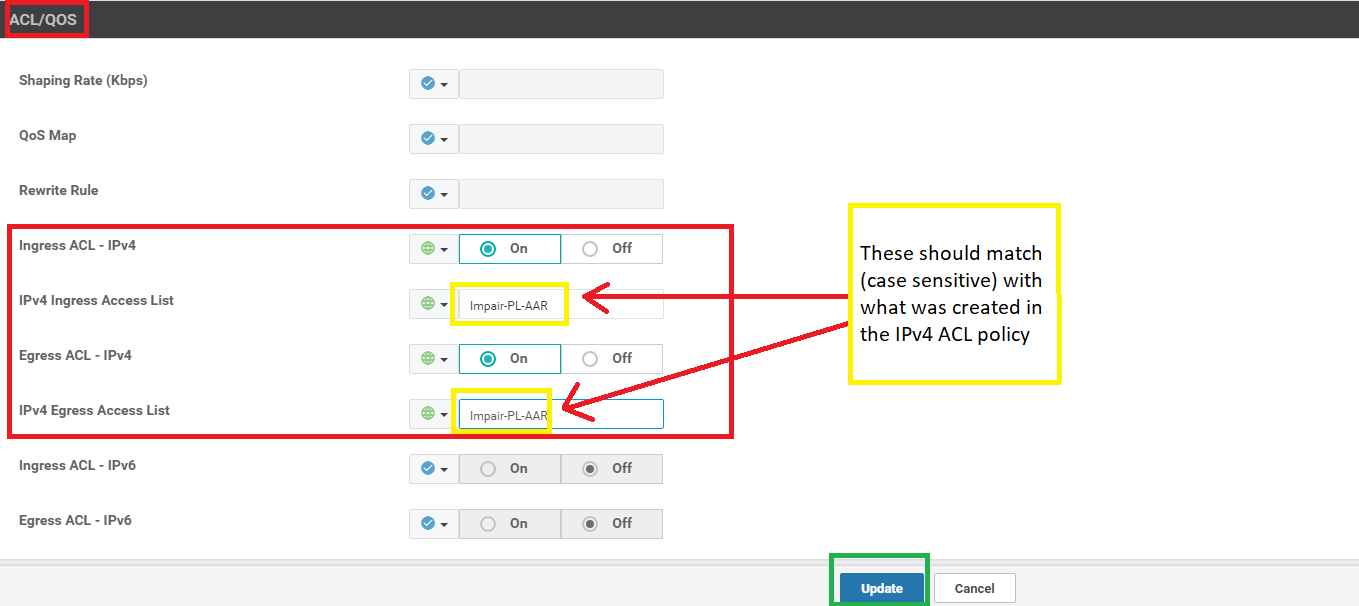 ACL/QOS
Shaping Rate (Kbps)
QoS Map
Rewrite Rule
Ingress ACL - IPv4 On Off
IPv4 Ingress Access List Impair-PL-AAR
Egress ACL - IPv4 On Off
IPv4 Egress Access List Impair-PL-AAR
Ingress ACL - IPv6 On Off
Egress ACL - IPv6 On Off
These should match
(case sensitive) with
what was created in
the IPv4 ACL policy
Update Cancel